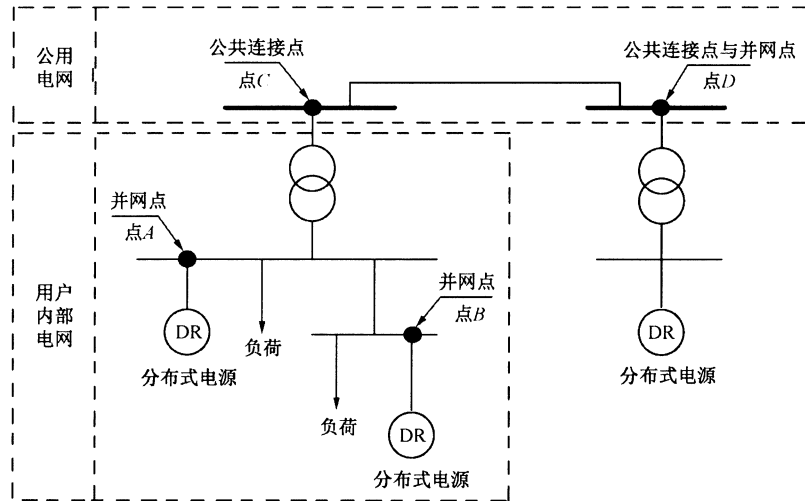 公用
电网
公共连接点
点C
公共连接点与并网点
点D
用户
内部
电网
并网点
点A
DR
分布式电源
负荷
并网点
点B
负荷
DR
分布式电源
DR
分布式电源